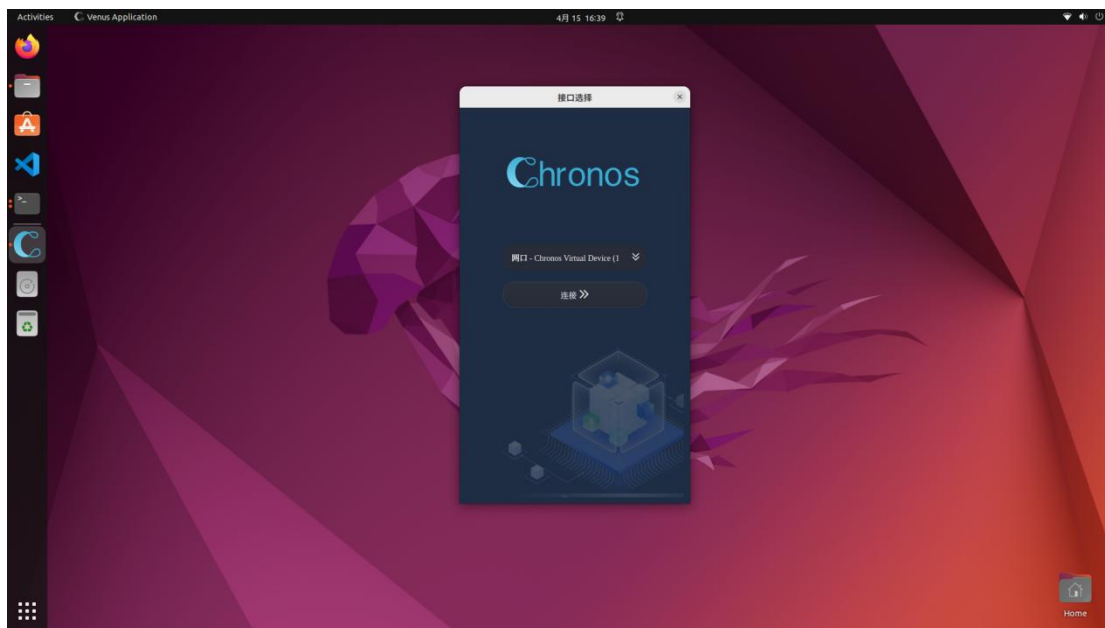 Activities Venus Application 4月 15 16:39
接口选择
Chronos
网口 - Chronos Virtual Device (1
连接
Home